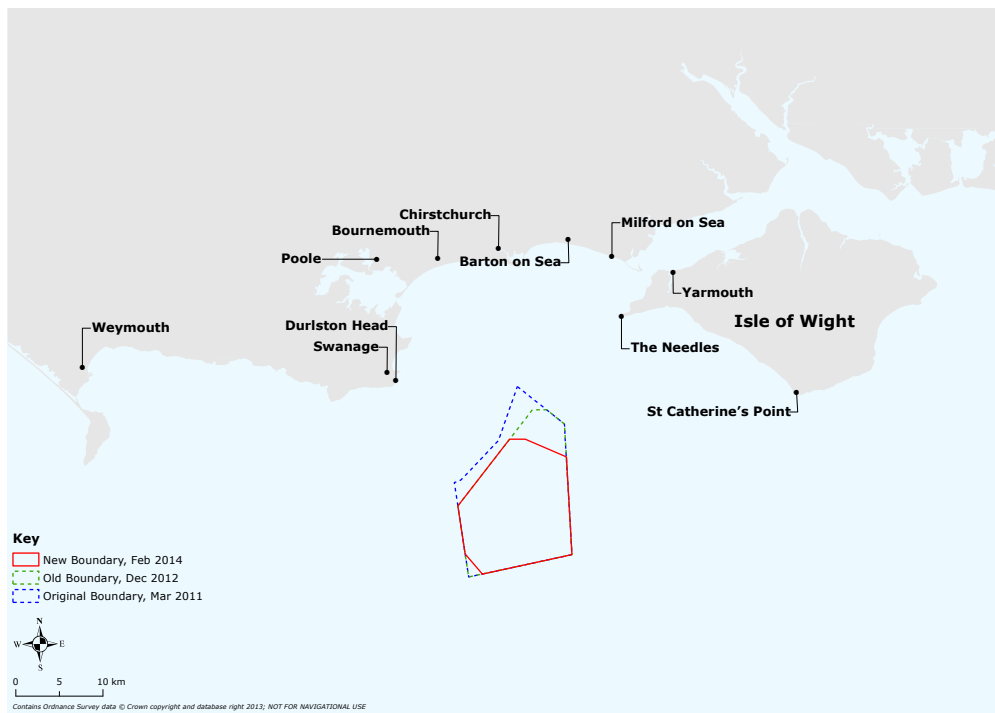 Chirstchurch
Bournemouth
Milford on Sea
Poole
Barton on Sea
Yarmouth
Isle of Wight
Weymouth
Durlston Head
Swanage
The Needles
St Catherine's Point
Key
New Boundary, Feb 2014
Old Boundary, Dec 2012
Original Boundary, Mar 2011
N
W E
S
0 5 10 km
Contains Ordnance Survey data © Crown copyright and database right 2013; NOT FOR NAVIGATIONAL USE